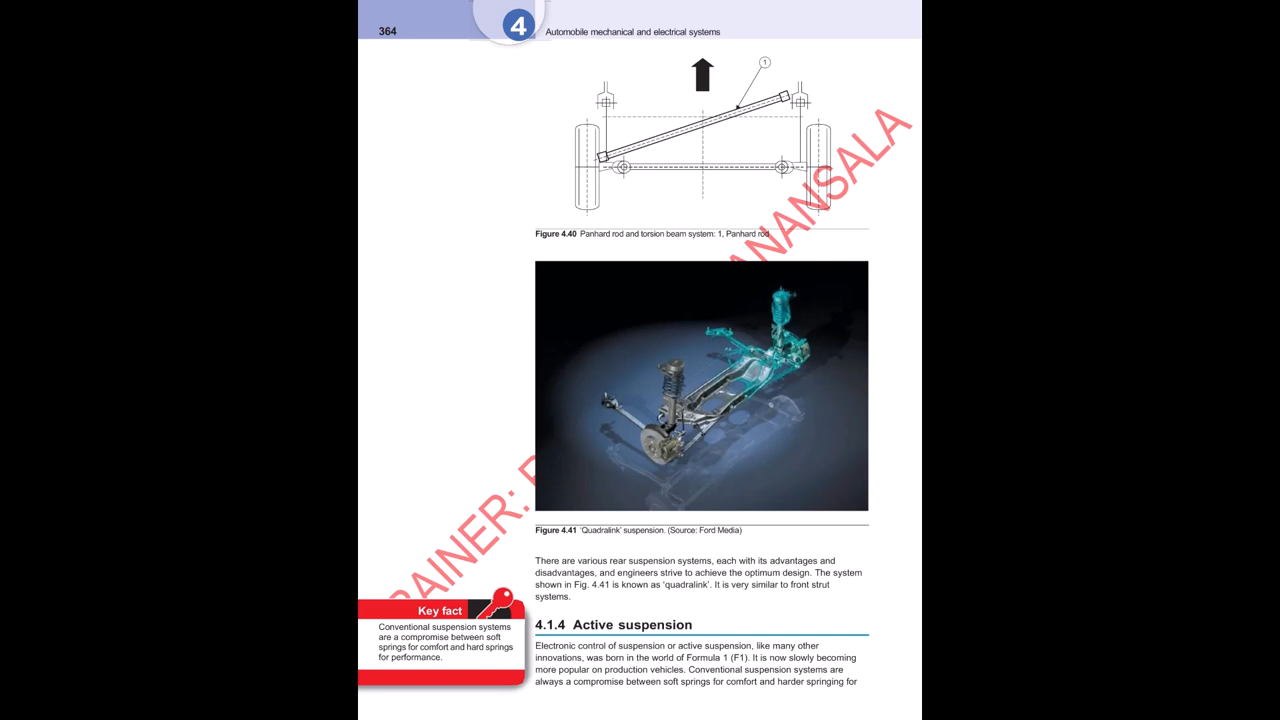 364
4
Automobile mechanical and electrical systems
1
Figure 4.40 Panhard rod and torsion beam system: 1, Panhard rod
Figure 4.41 ‘Quadralink’ suspension. (Source: Ford Media)
There are various rear suspension systems, each with its advantages and
disadvantages, and engineers strive to achieve the optimum design. The system
shown in Fig. 4.41 is known as ‘quadralink’. It is very similar to front strut
systems.
Key fact
Conventional suspension systems
are a compromise between soft
springs for comfort and hard springs
for performance.
4.1.4 Active suspension
Electronic control of suspension or active suspension, like many other
innovations, was born in the world of Formula 1 (F1). It is now slowly becoming
more popular on production vehicles. Conventional suspension systems are
always a compromise between soft springs for comfort and harder springing for